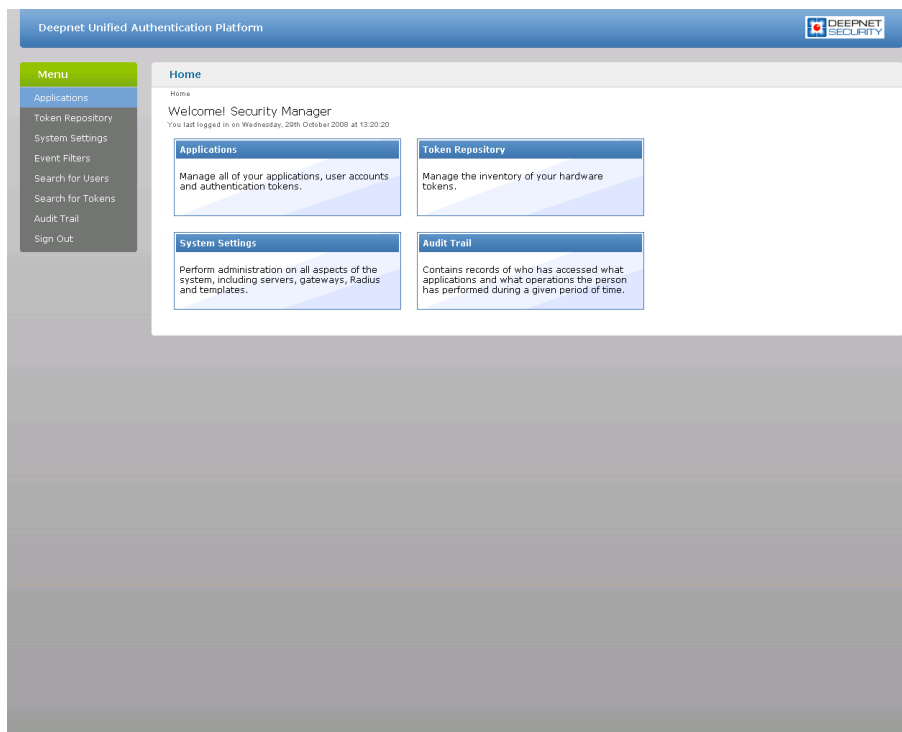 Deepnet Unified Authentication Platform
DEEPNET
SECURITY
Menu
Applications
Token Repository
System Settings
Event Filters
Search for Users
Search for Tokens
Audit Trail
Sign Out
Home
Home
Welcome! Security Manager
You last logged in on Wednesday, 29th October 2008 at 13:20:20
Applications
Manage all of your applications, user accounts
and authentication tokens.
Token Repository
Manage the inventory of your hardware
tokens.
System Settings
Perform administration on all aspects of the
system, including servers, gateways, Radius
and templates.
Audit Trail
Contains records of who has accessed what
applications and what operations the person
has performed during a given period of time.